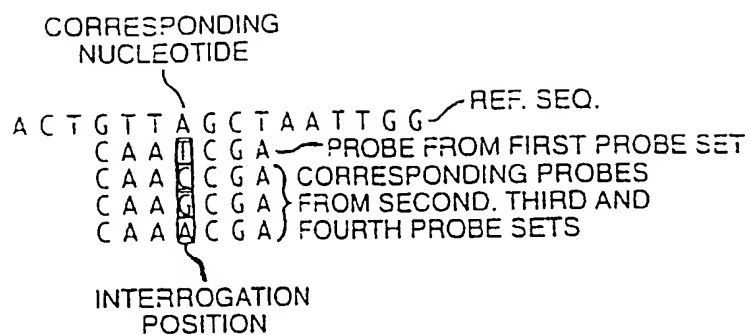 CORRESPONDING
NUCLEOTIDE
A C T G T T A G C T A A T T G G REF. SEQ.
C A A T C G A PROBE FROM FIRST PROBE SET
C A A C C G A CORRESPONDING PROBES
C A A G C G A FROM SECOND. THIRD AND
C A A A C G A FOURTH PROBE SETS
INTERROGATION
POSITION